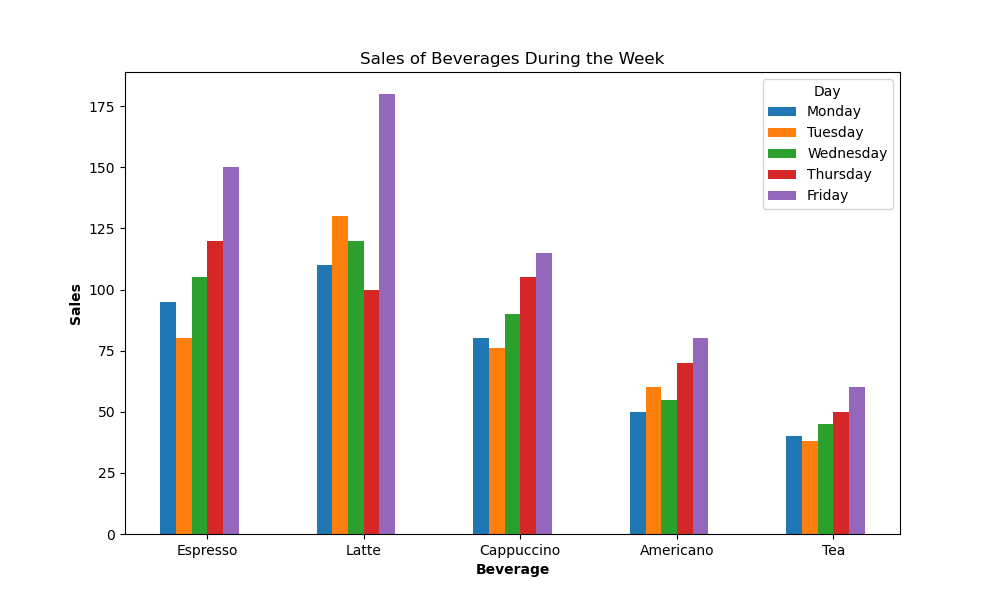 Sales of Beverages During the Week
Day
Monday
Tuesday
Wednesday
Thursday
Friday
Sales
175
150
125
100
75
50
25
0
Espresso
Latte
Cappuccino
Americano
Tea
Beverage